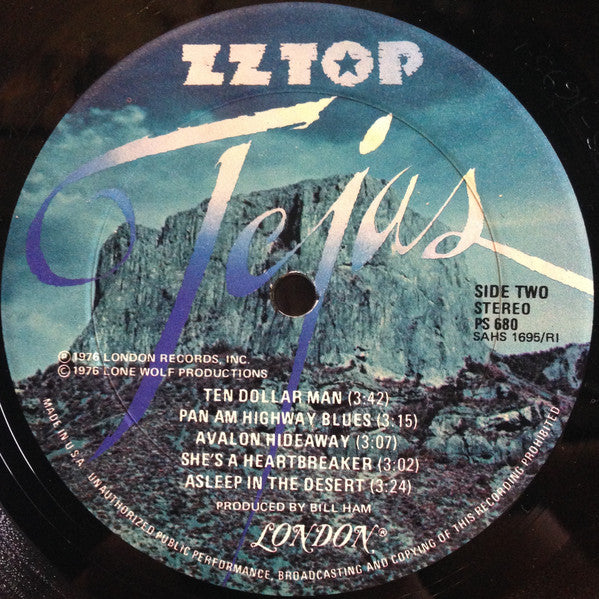 ZZ TOP
Tejas
SIDE TWO
STEREO
PS 680
SAHS 1695/RI
℗ 1976 LONDON RECORDS, INC.
© 1976 LONE WOLF PRODUCTIONS
TEN DOLLAR MAN (3:42)
PAN AM HIGHWAY BLUES (3:15)
AVALON HIDEAWAY (3:07)
SHE'S A HEARTBREAKER (3:02)
ASLEEP IN THE DESERT (3:24)
PRODUCED BY BILL HAM
LONDON®
MADE IN U.S.A. UNAUTHORIZED PUBLIC PERFORMANCE, BROADCASTING AND COPYING OF THIS RECORDING PROHIBITED